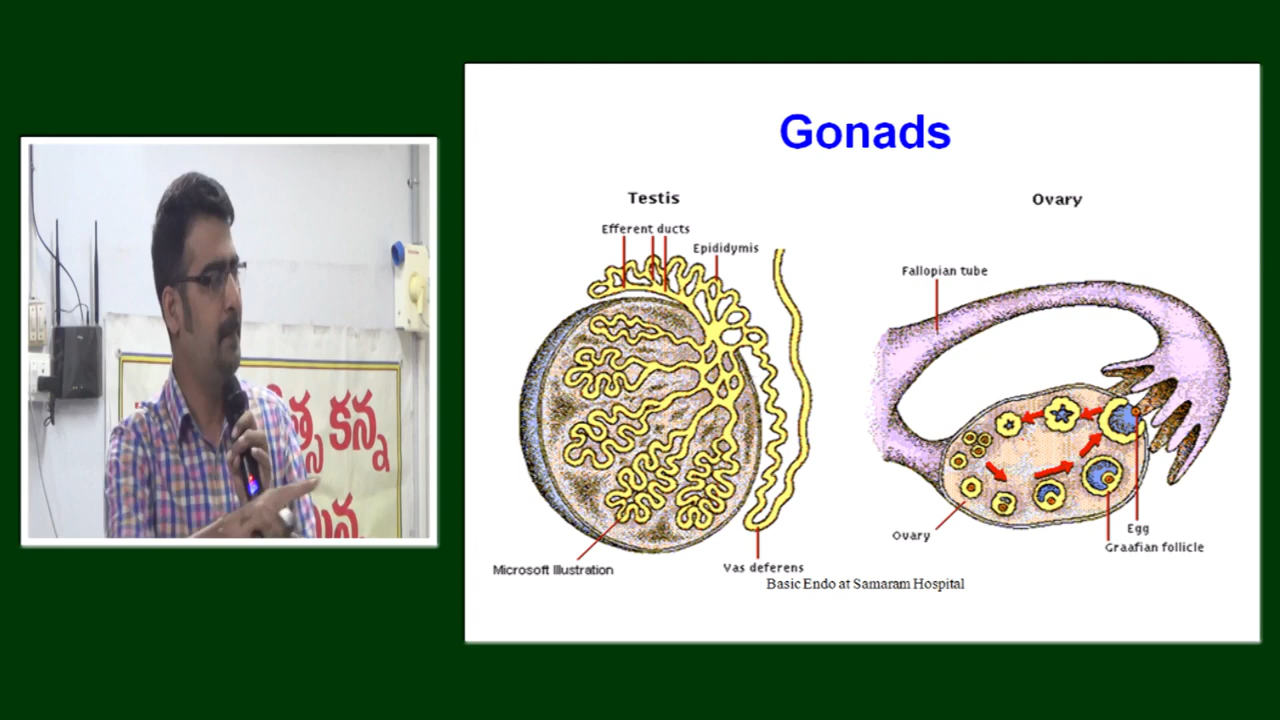 Gonads
Testis
Ovary
Efferent ducts
Epididymis
Fallopian tube
Ovary
Egg
Graafian follicle
Microsoft Illustration
Vas deferens
Basic Endo at Samaram Hospital
కన్న